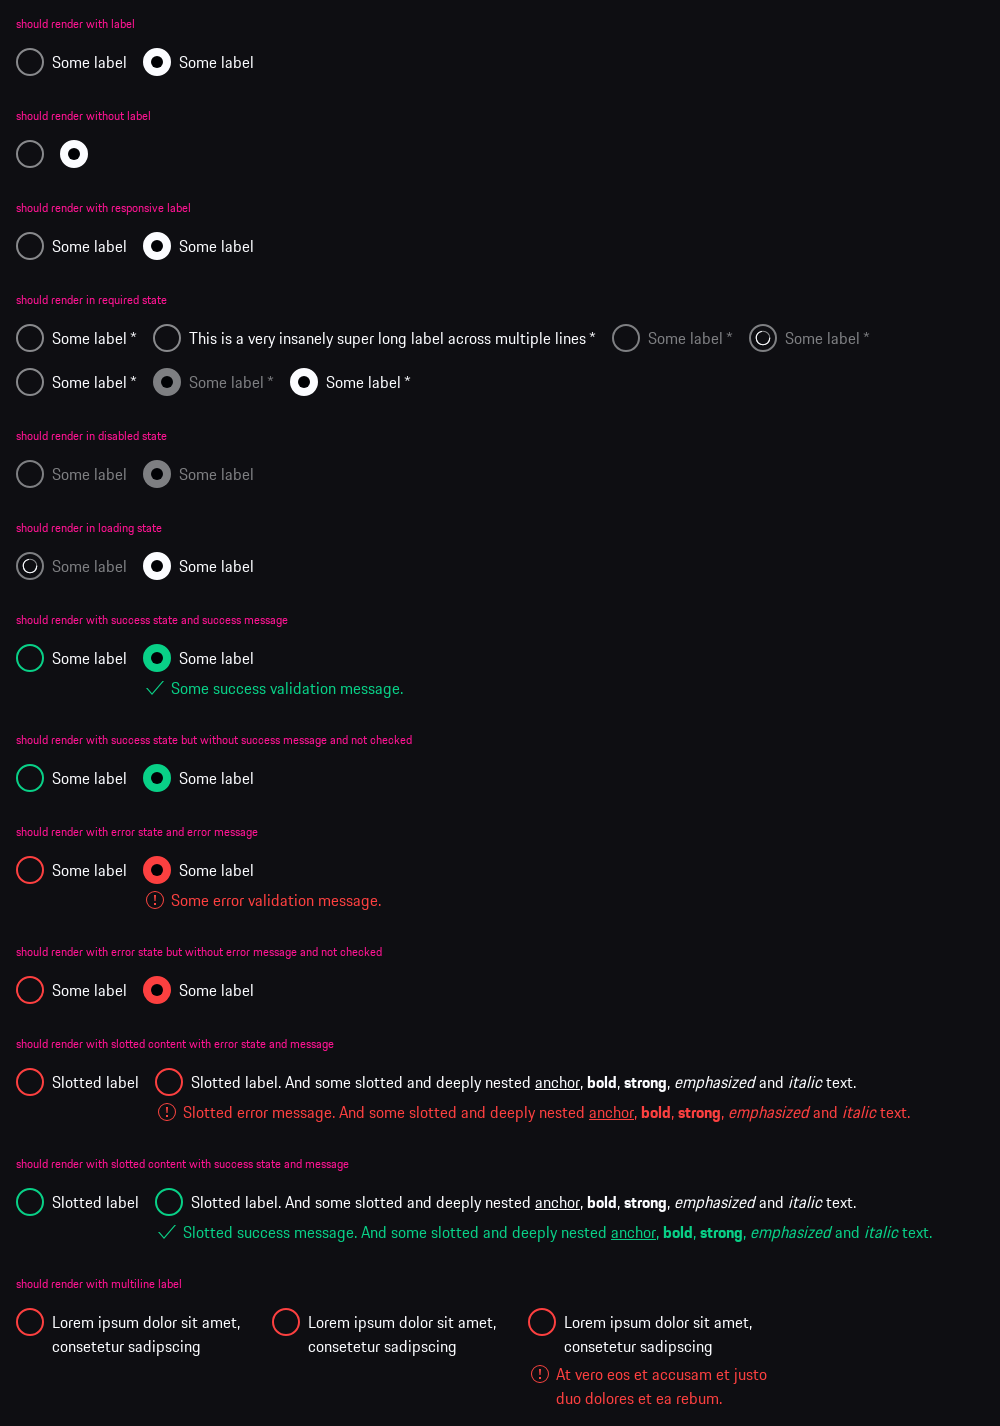 should render with label
Some label Some label
should render without label
should render with responsive label
Some label Some label
should render in required state
Some label * This is a very insanely super long label across multiple lines * Some label * Some label *
Some label * Some label * Some label *
should render in disabled state
Some label Some label
should render in loading state
Some label Some label
should render with success state and success message
Some label Some label
Some success validation message.
should render with success state but without success message and not checked
Some label Some label
should render with error state and error message
Some label Some label
Some error validation message.
should render with error state but without error message and not checked
Some label Some label
should render with slotted content with error state and message
Slotted label Slotted label. And some slotted and deeply nested anchor, bold, strong, emphasized and italic text.
Slotted error message. And some slotted and deeply nested anchor, bold, strong, emphasized and italic text.
should render with slotted content with success state and message
Slotted label Slotted label. And some slotted and deeply nested anchor, bold, strong, emphasized and italic text.
Slotted success message. And some slotted and deeply nested anchor, bold, strong, emphasized and italic text.
should render with multiline label
Lorem ipsum dolor sit amet,
consetetur sadipscing
Lorem ipsum dolor sit amet,
consetetur sadipscing
Lorem ipsum dolor sit amet,
consetetur sadipscing
At vero eos et accusam et justo
duo dolores et ea rebum.